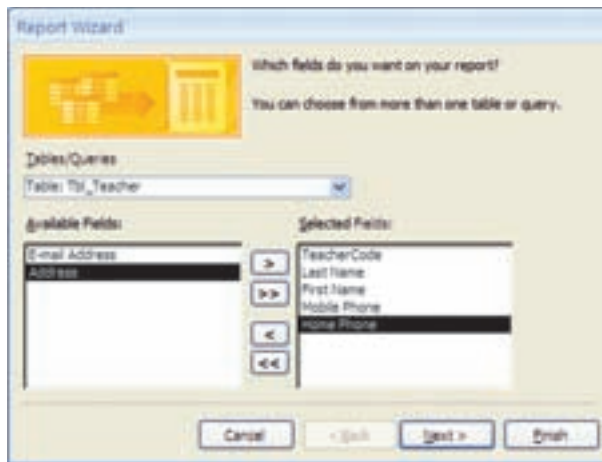 Report Wizard
Which fields do you want on your report?
You can choose from more than one table or query.
Tables/Queries
Table: Tbl_Teacher
Available Fields:
E-mail Address
Address
>
>>
<
<<
Selected Fields:
TeacherCode
Last Name
First Name
Mobile Phone
Home Phone
Cancel
< Back
Next >
Finish